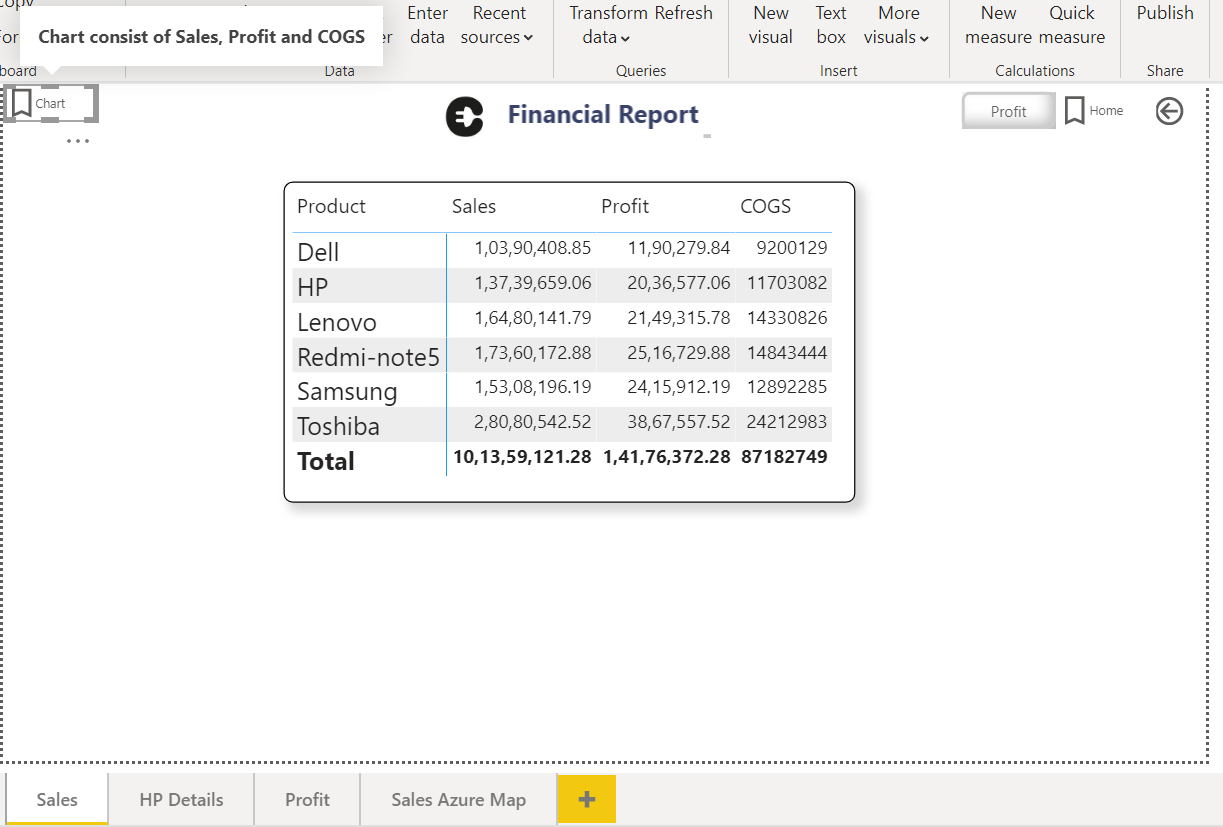 Enter Recent Transform Refresh New Text More New Quick Publish
Chart consist of Sales, Profit and COGS
data sources data visual box visuals measure measure
Data Queries Insert Calculations Share
Chart
Financial Report
Profit
Home
Product Sales Profit COGS
Dell 1,03,90,408.85 11,90,279.84 9200129
HP 1,37,39,659.06 20,36,577.06 11703082
Lenovo 1,64,80,141.79 21,49,315.78 14330826
Redmi-note5 1,73,60,172.88 25,16,729.88 14843444
Samsung 1,53,08,196.19 24,15,912.19 12892285
Toshiba 2,80,80,542.52 38,67,557.52 24212983
Total 10,13,59,121.28 1,41,76,372.28 87182749
Sales HP Details Profit Sales Azure Map